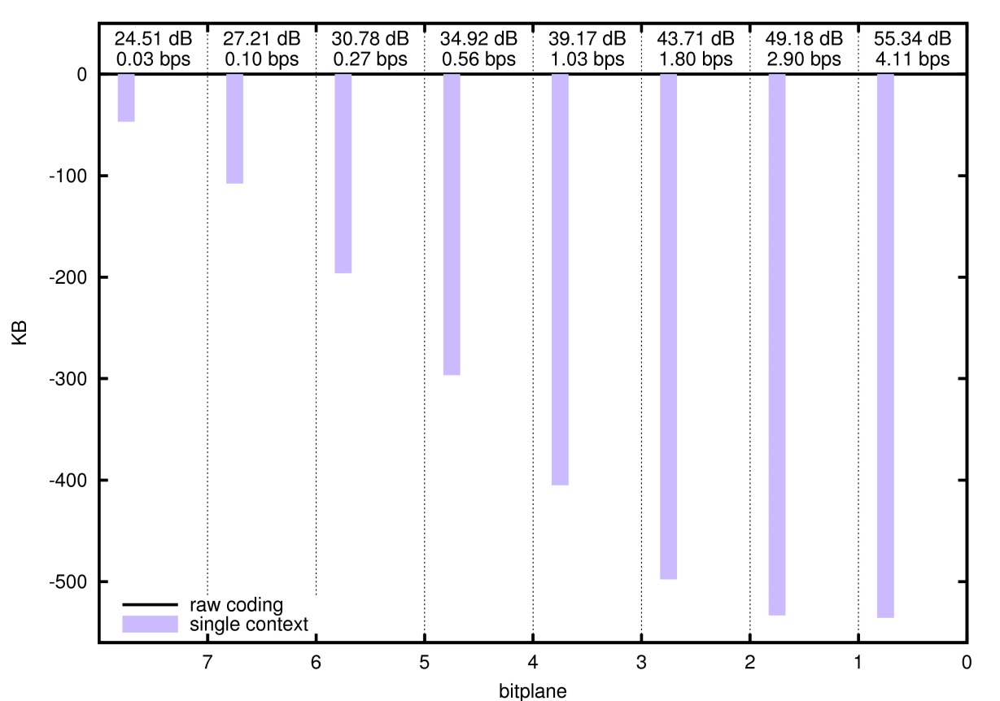 24.51 dB 27.21 dB 30.78 dB 34.92 dB 39.17 dB 43.71 dB 49.18 dB 55.34 dB
0.03 bps 0.10 bps 0.27 bps 0.56 bps 1.03 bps 1.80 bps 2.90 bps 4.11 bps
0
-100
-200
-300
KB
-400
-500
raw coding
single context
7 6 5 4 3 2 1 0
bitplane